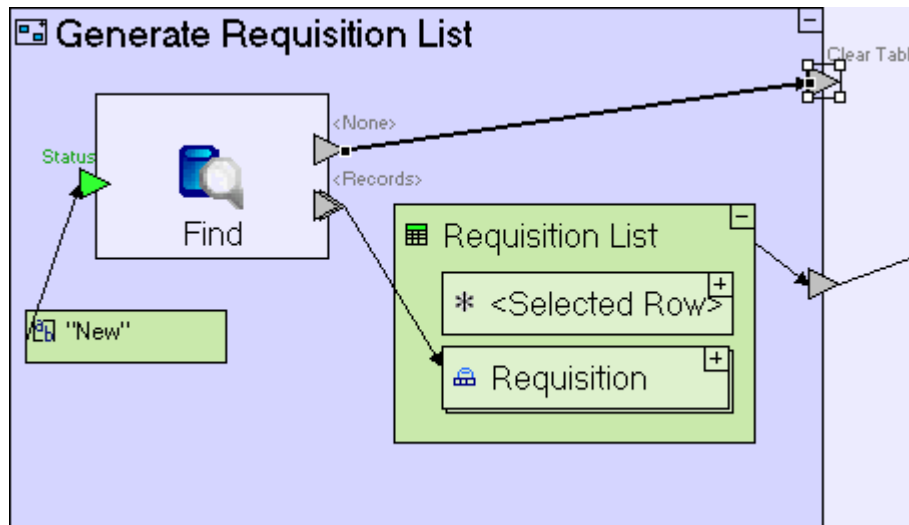 Generate Requisition List
Clear Tabl
<None>
Status
<Records>
Find
Requisition List
* <Selected Row>
"New"
Requisition